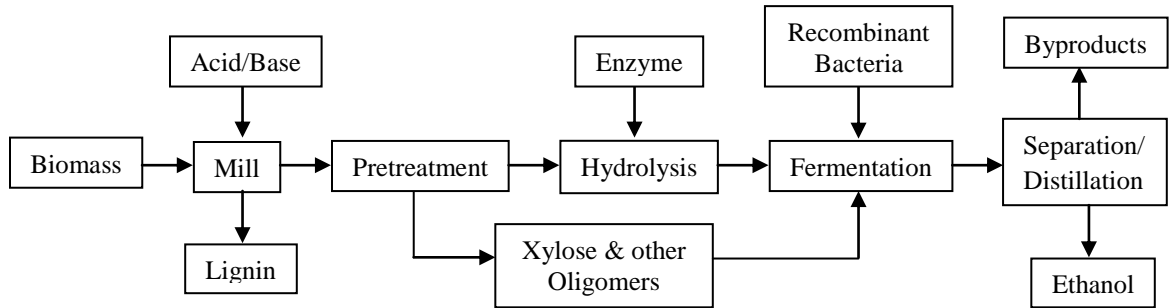 Acid/Base
Enzyme
Recombinant
Bacteria
Byproducts
Biomass
Mill
Pretreatment
Hydrolysis
Fermentation
Separation/
Distillation
Lignin
Xylose & other
Oligomers
Ethanol